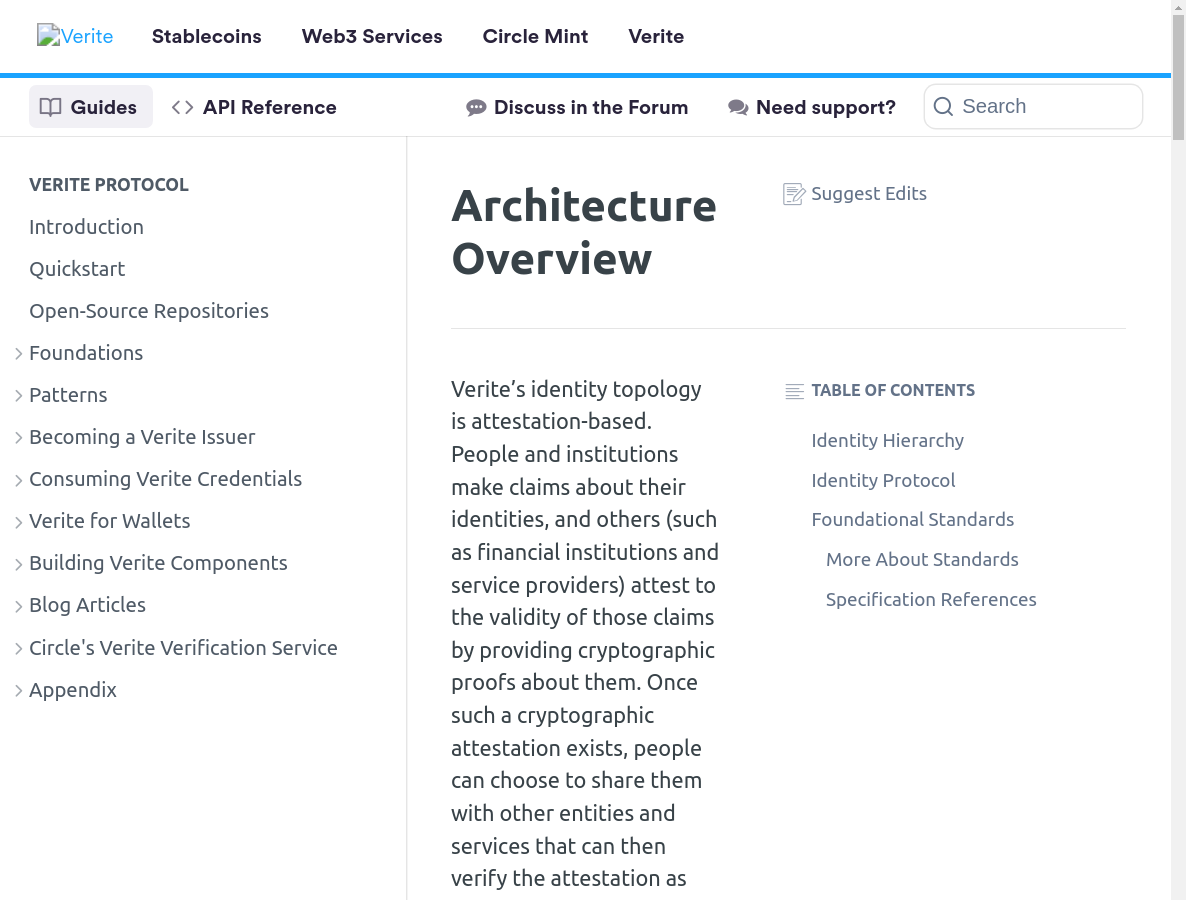 Verite Stablecoins Web3 Services Circle Mint Verite
Guides API Reference Discuss in the Forum Need support? Search
VERITE PROTOCOL
Introduction
Quickstart
Open-Source Repositories
Foundations
Patterns
Becoming a Verite Issuer
Consuming Verite Credentials
Verite for Wallets
Building Verite Components
Blog Articles
Circle's Verite Verification Service
Appendix
Architecture
Overview
Suggest Edits
Verite’s identity topology
is attestation-based.
People and institutions
make claims about their
identities, and others (such
as financial institutions and
service providers) attest to
the validity of those claims
by providing cryptographic
proofs about them. Once
such a cryptographic
attestation exists, people
can choose to share them
with other entities and
services that can then
verify the attestation as
TABLE OF CONTENTS
Identity Hierarchy
Identity Protocol
Foundational Standards
More About Standards
Specification References